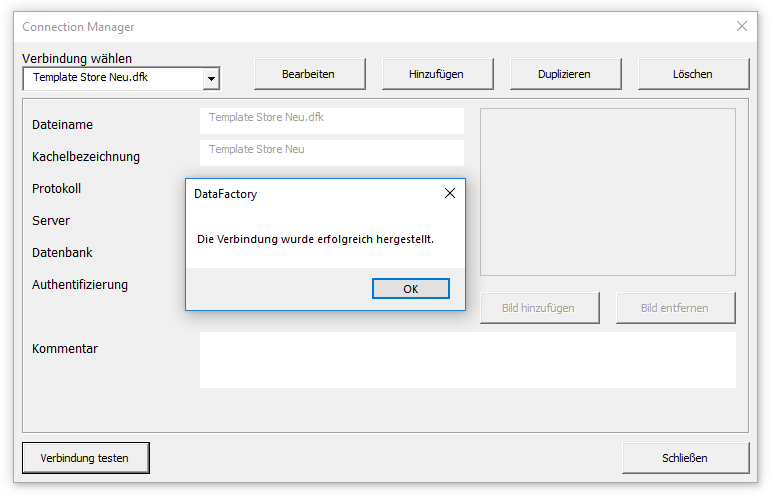 Connection Manager
Verbindung wählen
Template Store Neu.dfk
Bearbeiten
Hinzufügen
Duplizieren
Löschen
Dateiname
Template Store Neu.dfk
Kachelbezeichnung
Template Store Neu
Protokoll
DataFactory
Server
Die Verbindung wurde erfolgreich hergestellt.
Datenbank
Authentifizierung
OK
Bild hinzufügen
Bild entfernen
Kommentar
Verbindung testen
Schließen